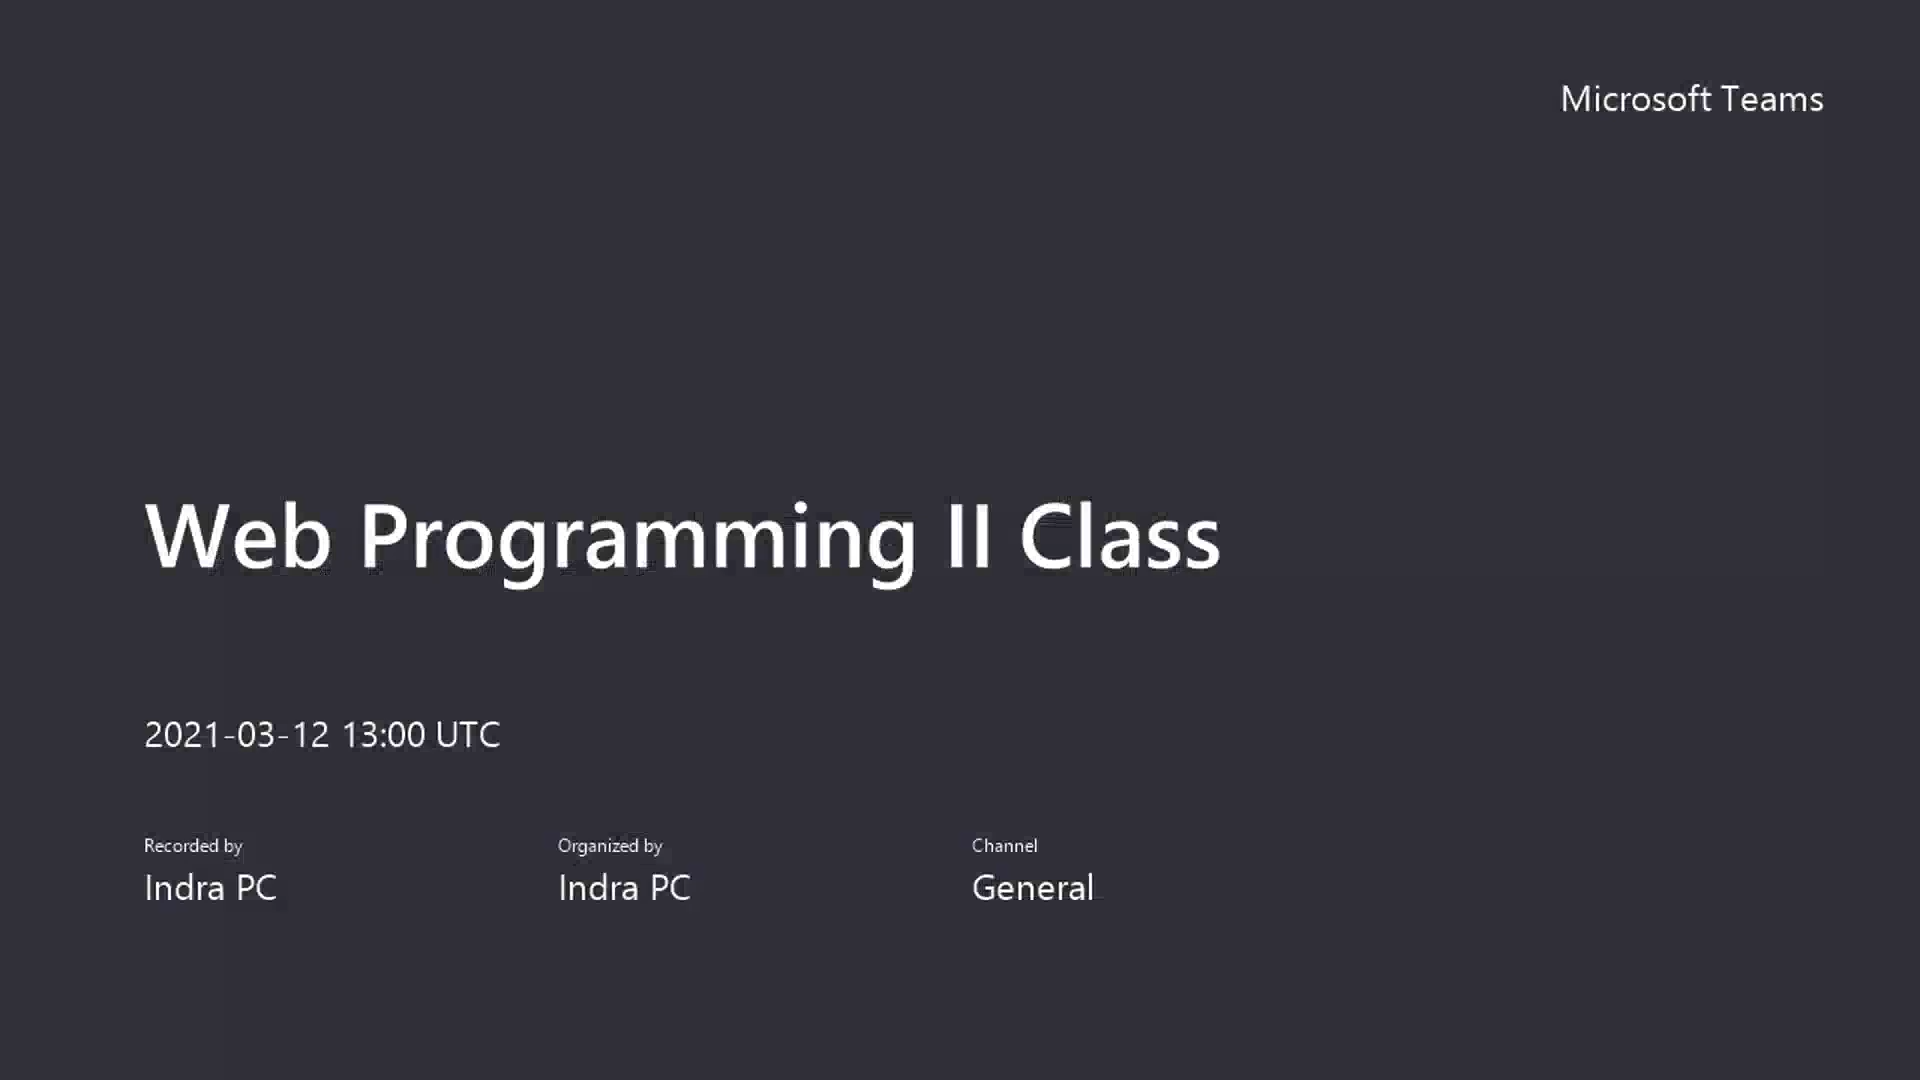 Microsoft Teams
Web Programming II Class
2021-03-12 13:00 UTC
Recorded by
Indra PC
Organized by
Indra PC
Channel
General